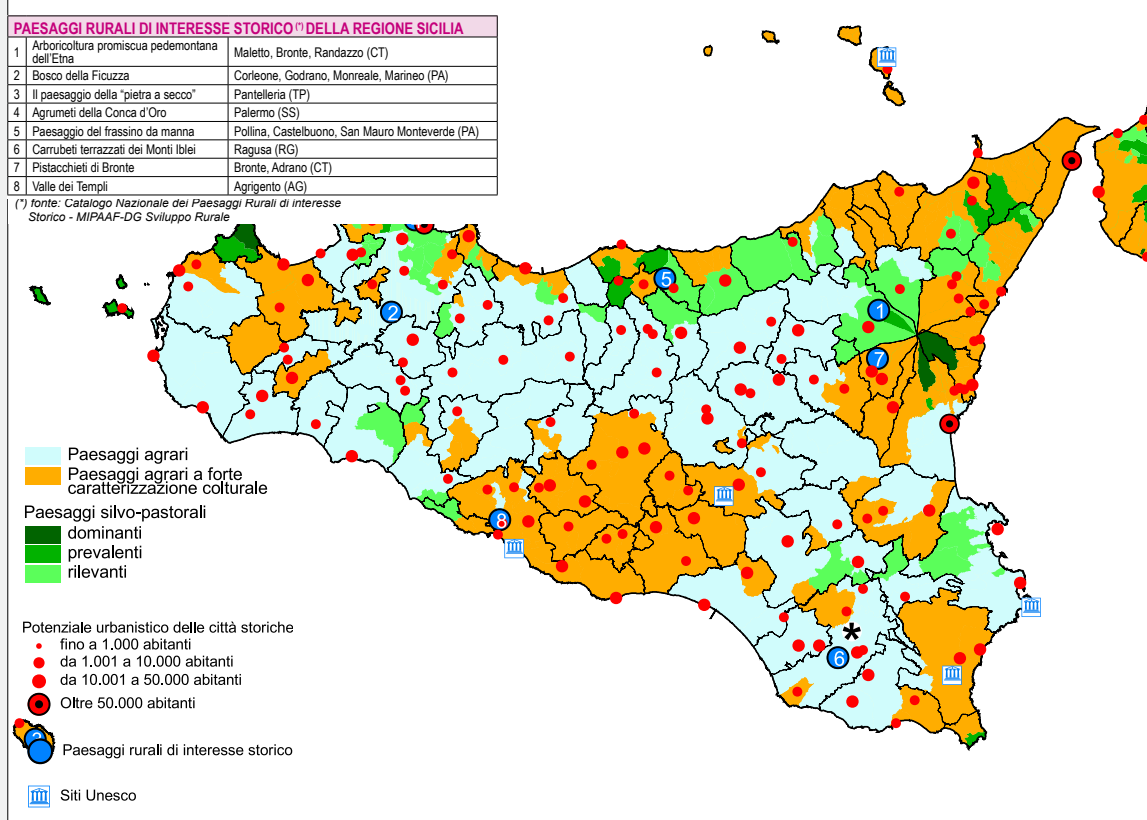 PAESAGGI RURALI DI INTERESSE STORICO (*) DELLA REGIONE SICILIA
1 Arboricoltura promiscua pedemontana
dell'Etna Maletto, Bronte, Randazzo (CT)
2 Bosco della Ficuzza Corleone, Godrano, Monreale, Marineo (PA)
3 Il paesaggio della “pietra a secco” Pantelleria (TP)
4 Agrumeti della Conca d'Oro Palermo (SS)
5 Paesaggio del frassino da manna Pollina, Castelbuono, San Mauro Monteverde (PA)
6 Carrubeti terrazzati dei Monti Iblei Ragusa (RG)
7 Pistacchieti di Bronte Bronte, Adrano (CT)
8 Valle dei Templi Agrigento (AG)
(*) fonte: Catalogo Nazionale dei Paesaggi Rurali di interesse
Storico - MIPAAF-DG Sviluppo Rurale
5
2
1
7
8
6
*
Paesaggi agrari
Paesaggi agrari a forte
caratterizzazione colturale
Paesaggi silvo-pastorali
dominanti
prevalenti
rilevanti
Potenziale urbanistico delle città storiche
fino a 1.000 abitanti
da 1.001 a 10.000 abitanti
da 10.001 a 50.000 abitanti
Oltre 50.000 abitanti
Paesaggi rurali di interesse storico
Siti Unesco